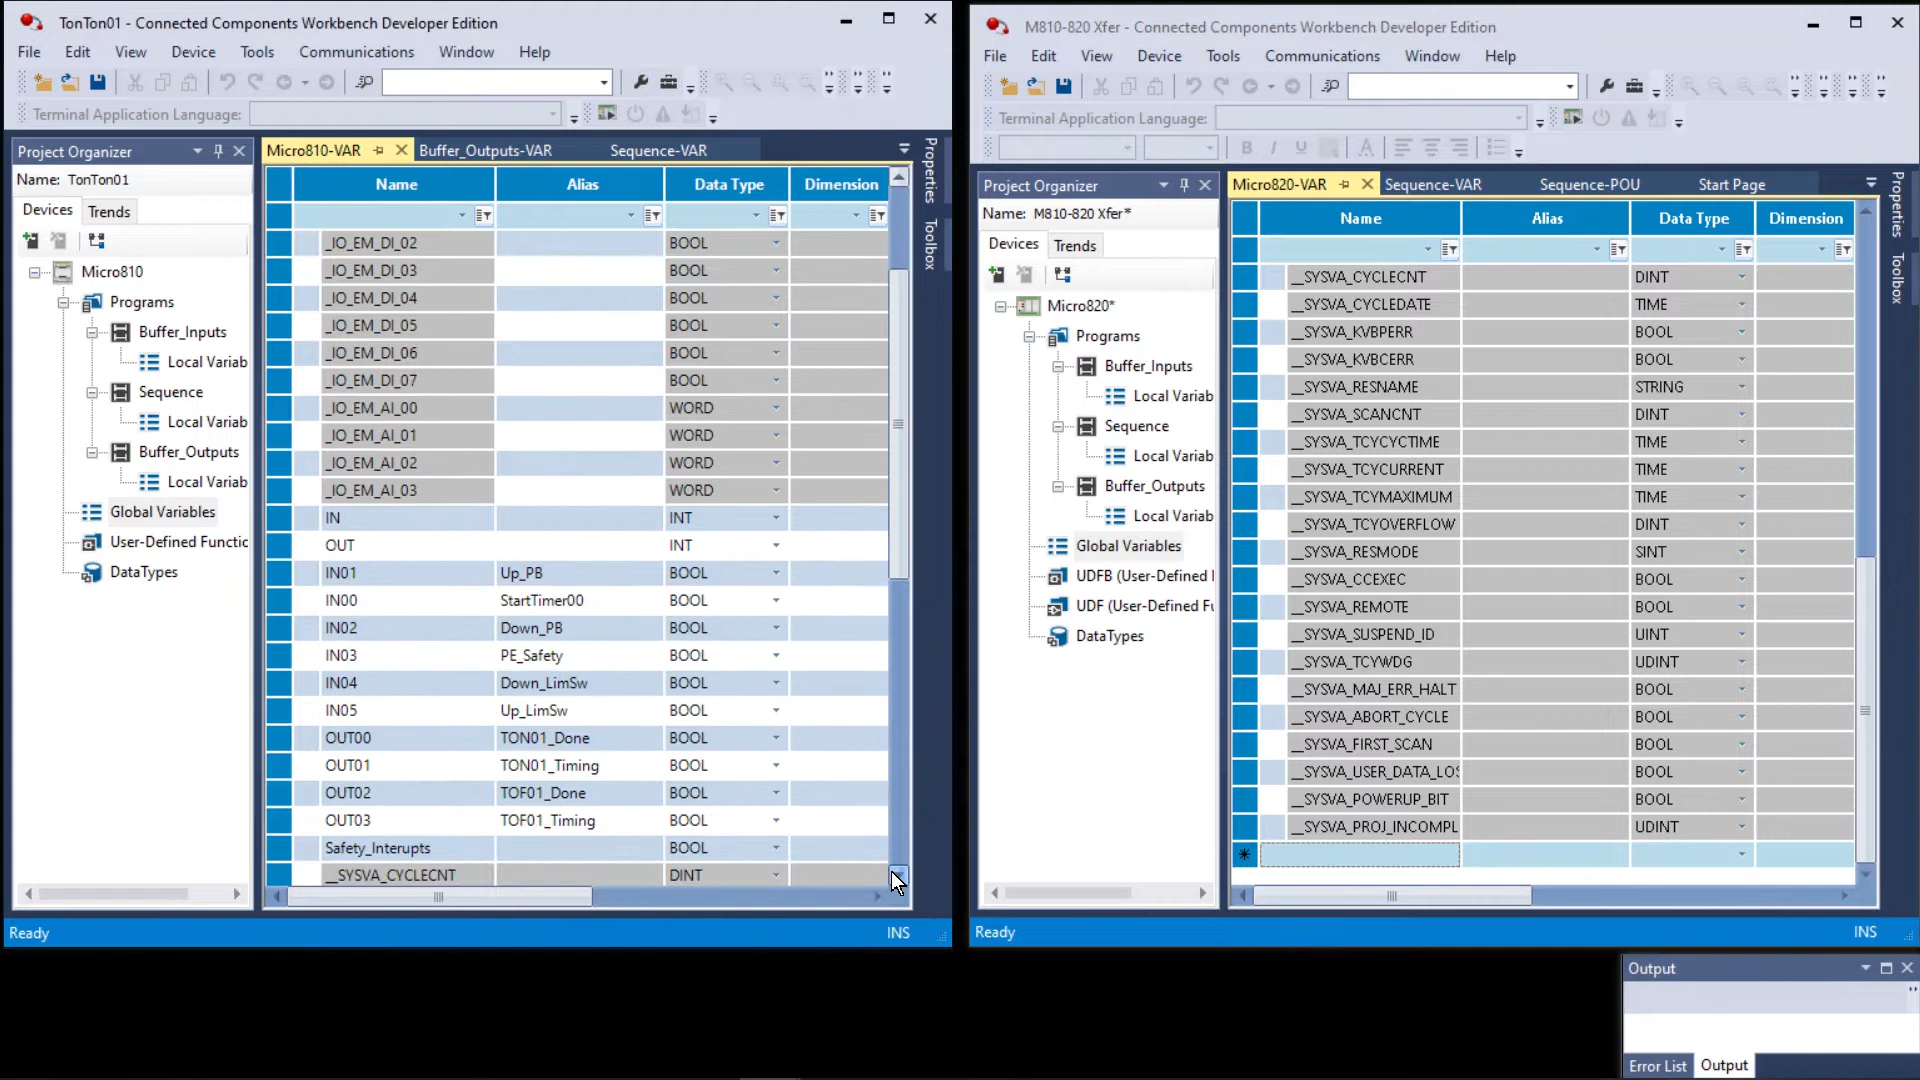 TonTon01 - Connected Components Workbench Developer Edition
File Edit View Device Tools Communications Window Help
Terminal Application Language:
Project Organizer
Name: TonTon01
Devices Trends
Micro810
Programs
Buffer_Inputs
Local Variab
Sequence
Local Variab
Buffer_Outputs
Local Variab
Global Variables
User-Defined Functic
DataTypes
Micro810-VAR Buffer_Outputs-VAR Sequence-VAR
Name Alias Data Type Dimension
_IO_EM_DI_02 BOOL
_IO_EM_DI_03 BOOL
_IO_EM_DI_04 BOOL
_IO_EM_DI_05 BOOL
_IO_EM_DI_06 BOOL
_IO_EM_DI_07 BOOL
_IO_EM_AI_00 WORD
_IO_EM_AI_01 WORD
_IO_EM_AI_02 WORD
_IO_EM_AI_03 WORD
IN INT
OUT INT
IN01 Up_PB BOOL
IN00 StartTimer00 BOOL
IN02 Down_PB BOOL
IN03 PE_Safety BOOL
IN04 Down_LimSw BOOL
IN05 Up_LimSw BOOL
OUT00 TON01_Done BOOL
OUT01 TON01_Timing BOOL
OUT02 TOF01_Done BOOL
OUT03 TOF01_Timing BOOL
Safety_Interupts BOOL
__SYSVA_CYCLECNT DINT
Properties
Toolbox
Ready INS
M810-820 Xfer - Connected Components Workbench Developer Edition
File Edit View Device Tools Communications Window Help
Terminal Application Language:
B I U A
Project Organizer
Name: M810-820 Xfer*
Devices Trends
Micro820*
Programs
Buffer_Inputs
Local Variab
Sequence
Local Variab
Buffer_Outputs
Local Variab
Global Variables
UDFB (User-Defined I
UDF (User-Defined Fu
DataTypes
Micro820-VAR Sequence-VAR Sequence-POU Start Page
Name Alias Data Type Dimension
__SYSVA_CYCLECNT DINT
__SYSVA_CYCLEDATE TIME
__SYSVA_KVBPERR BOOL
__SYSVA_KVBCERR BOOL
__SYSVA_RESNAME STRING
__SYSVA_SCANCNT DINT
__SYSVA_TCYCYCTIME TIME
__SYSVA_TCYCURRENT TIME
__SYSVA_TCYMAXIMUM TIME
__SYSVA_TCYOVERFLOW DINT
__SYSVA_RESMODE SINT
__SYSVA_CCEXEC BOOL
__SYSVA_REMOTE BOOL
__SYSVA_SUSPEND_ID UINT
__SYSVA_TCYWDG UDINT
__SYSVA_MAJ_ERR_HALT BOOL
__SYSVA_ABORT_CYCLE BOOL
__SYSVA_FIRST_SCAN BOOL
__SYSVA_USER_DATA_LOS BOOL
__SYSVA_POWERUP_BIT BOOL
__SYSVA_PROJ_INCOMPL UDINT
Properties
Toolbox
Ready INS
Output
Error List Output